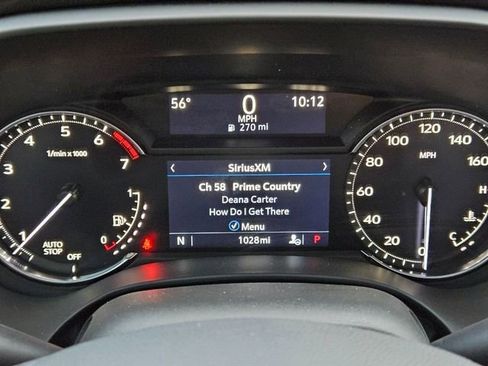 56°
0
10:12
MPH
270 mi
1 2 3 4 5 6 7
1/min x 1000
AUTO
STOP
OFF
1
0
< SiriusXM >
Ch 58 Prime Country
Deana Carter
How Do I Get There
Menu
N 1028mi P
0 20 40 60 80 100 120 140 160
MPH
H
C